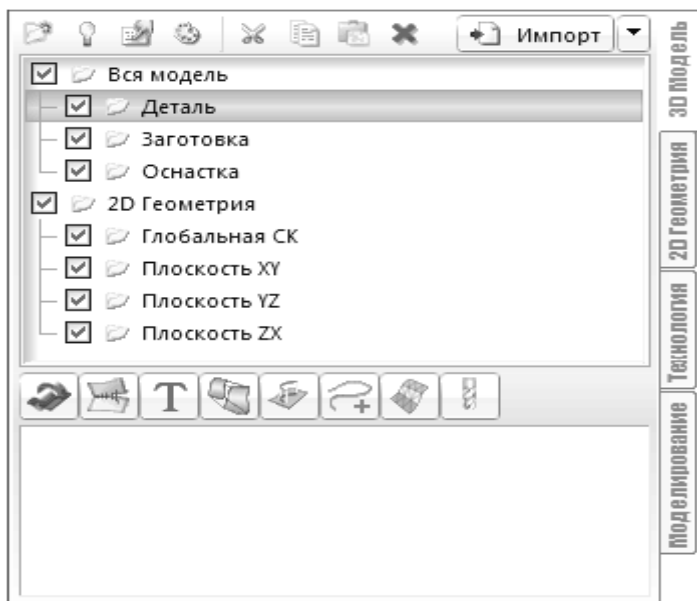 Импорт
Вся модель
Деталь
Заготовка
Оснастка
2D Геометрия
Глобальная СК
Плоскость XY
Плоскость YZ
Плоскость ZX
T
3D Модель
2D Геометрия
Технология
Моделирование